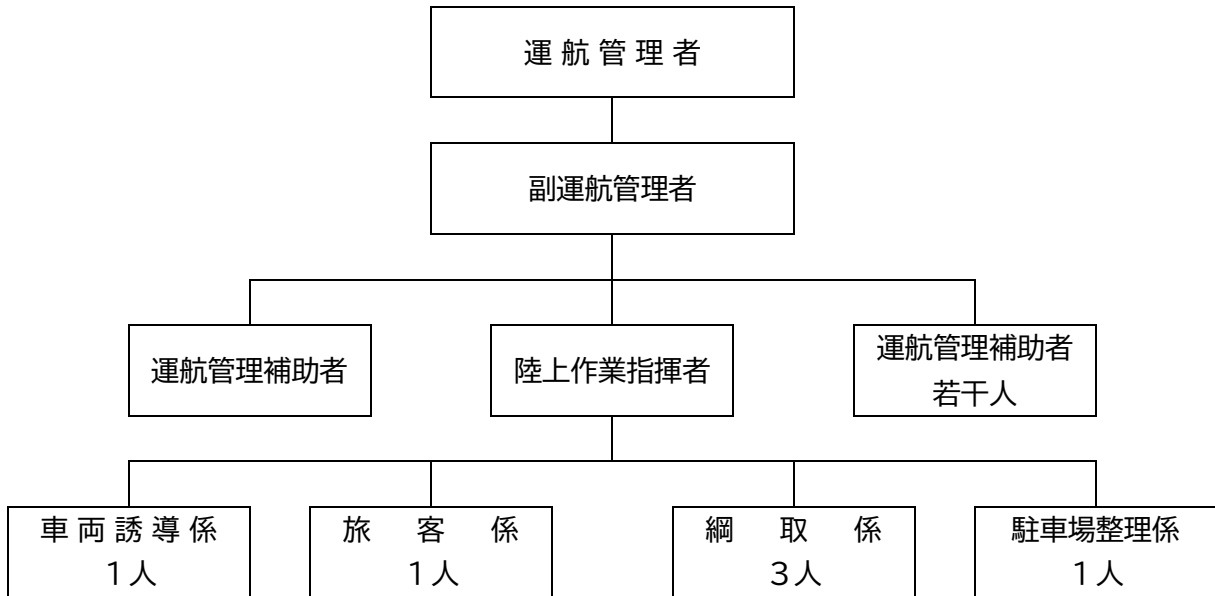 運航管理者
副運航管理者
運航管理補助者
陸上作業指揮者
運航管理補助者
若干人
車両誘導係
1人
旅客係
1人
綱取係
3人
駐車場整理係
1人